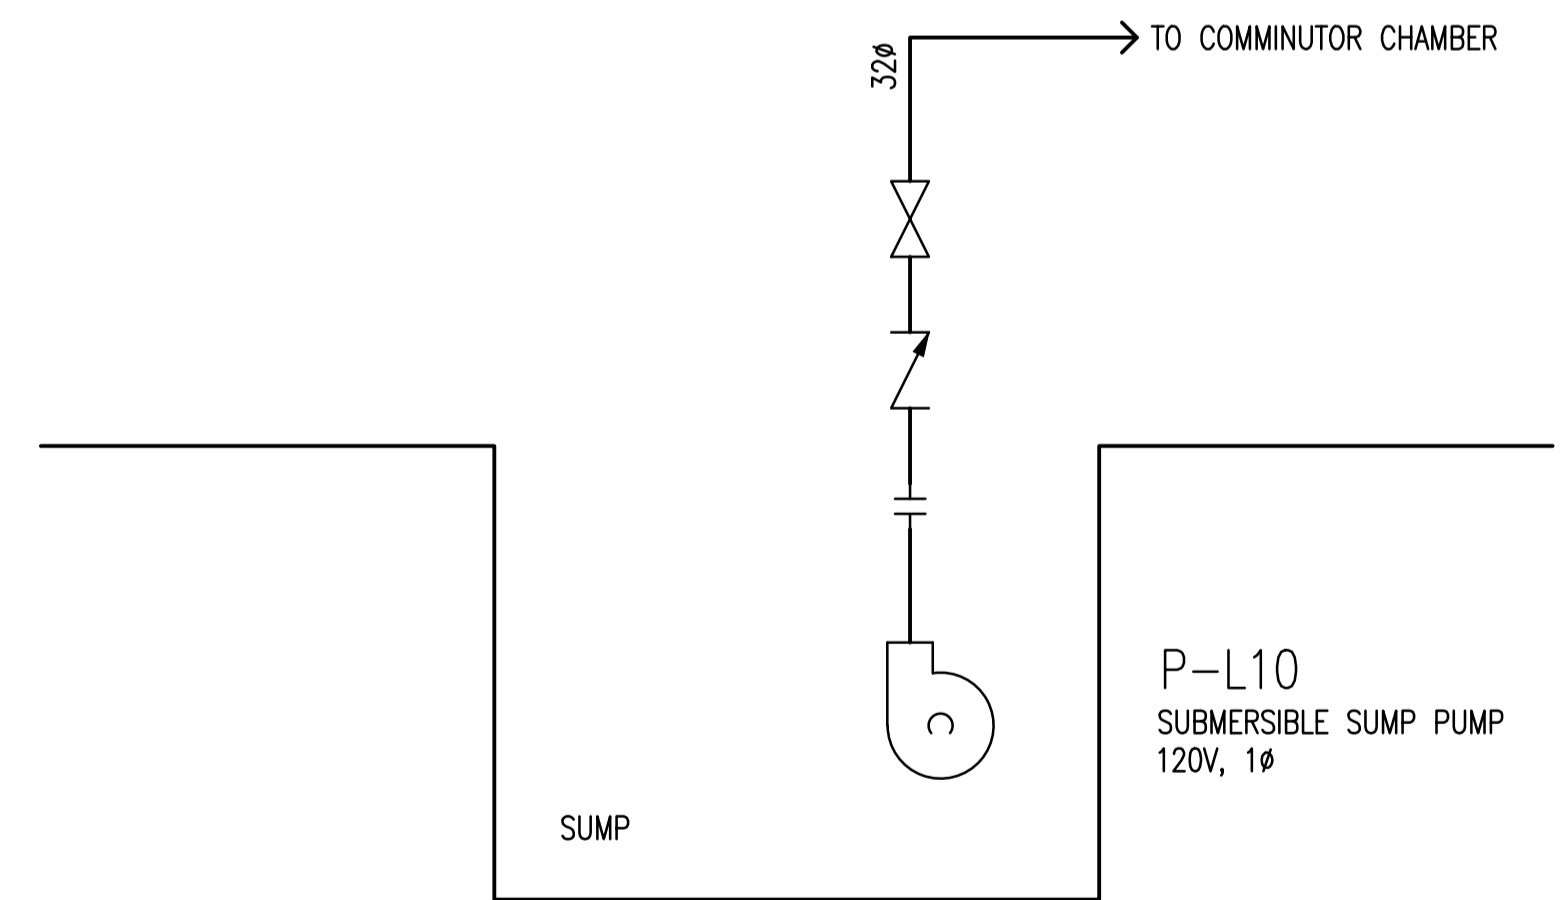 TO COMMINUTOR CHAMBER
32ø
P-L10
SUBMERSIBLE SUMP PUMP
120V, 1ø
SUMP